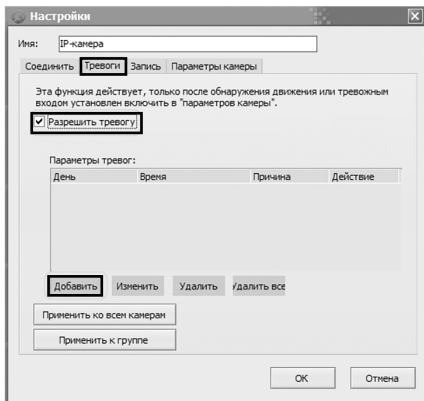 Настройки
Имя: IP-камера
Соединить Тревоги Запись Параметры камеры
Эта функция действует, только после обнаружения движения или тревожным
входом установлен включить в "параметров камеры".
Разрешить тревогу
Параметры тревог:
День Время Причина Действие
Добавить Изменить Удалить Удалить все
Применить ко всем камерам
Применить к группе
ОК Отмена